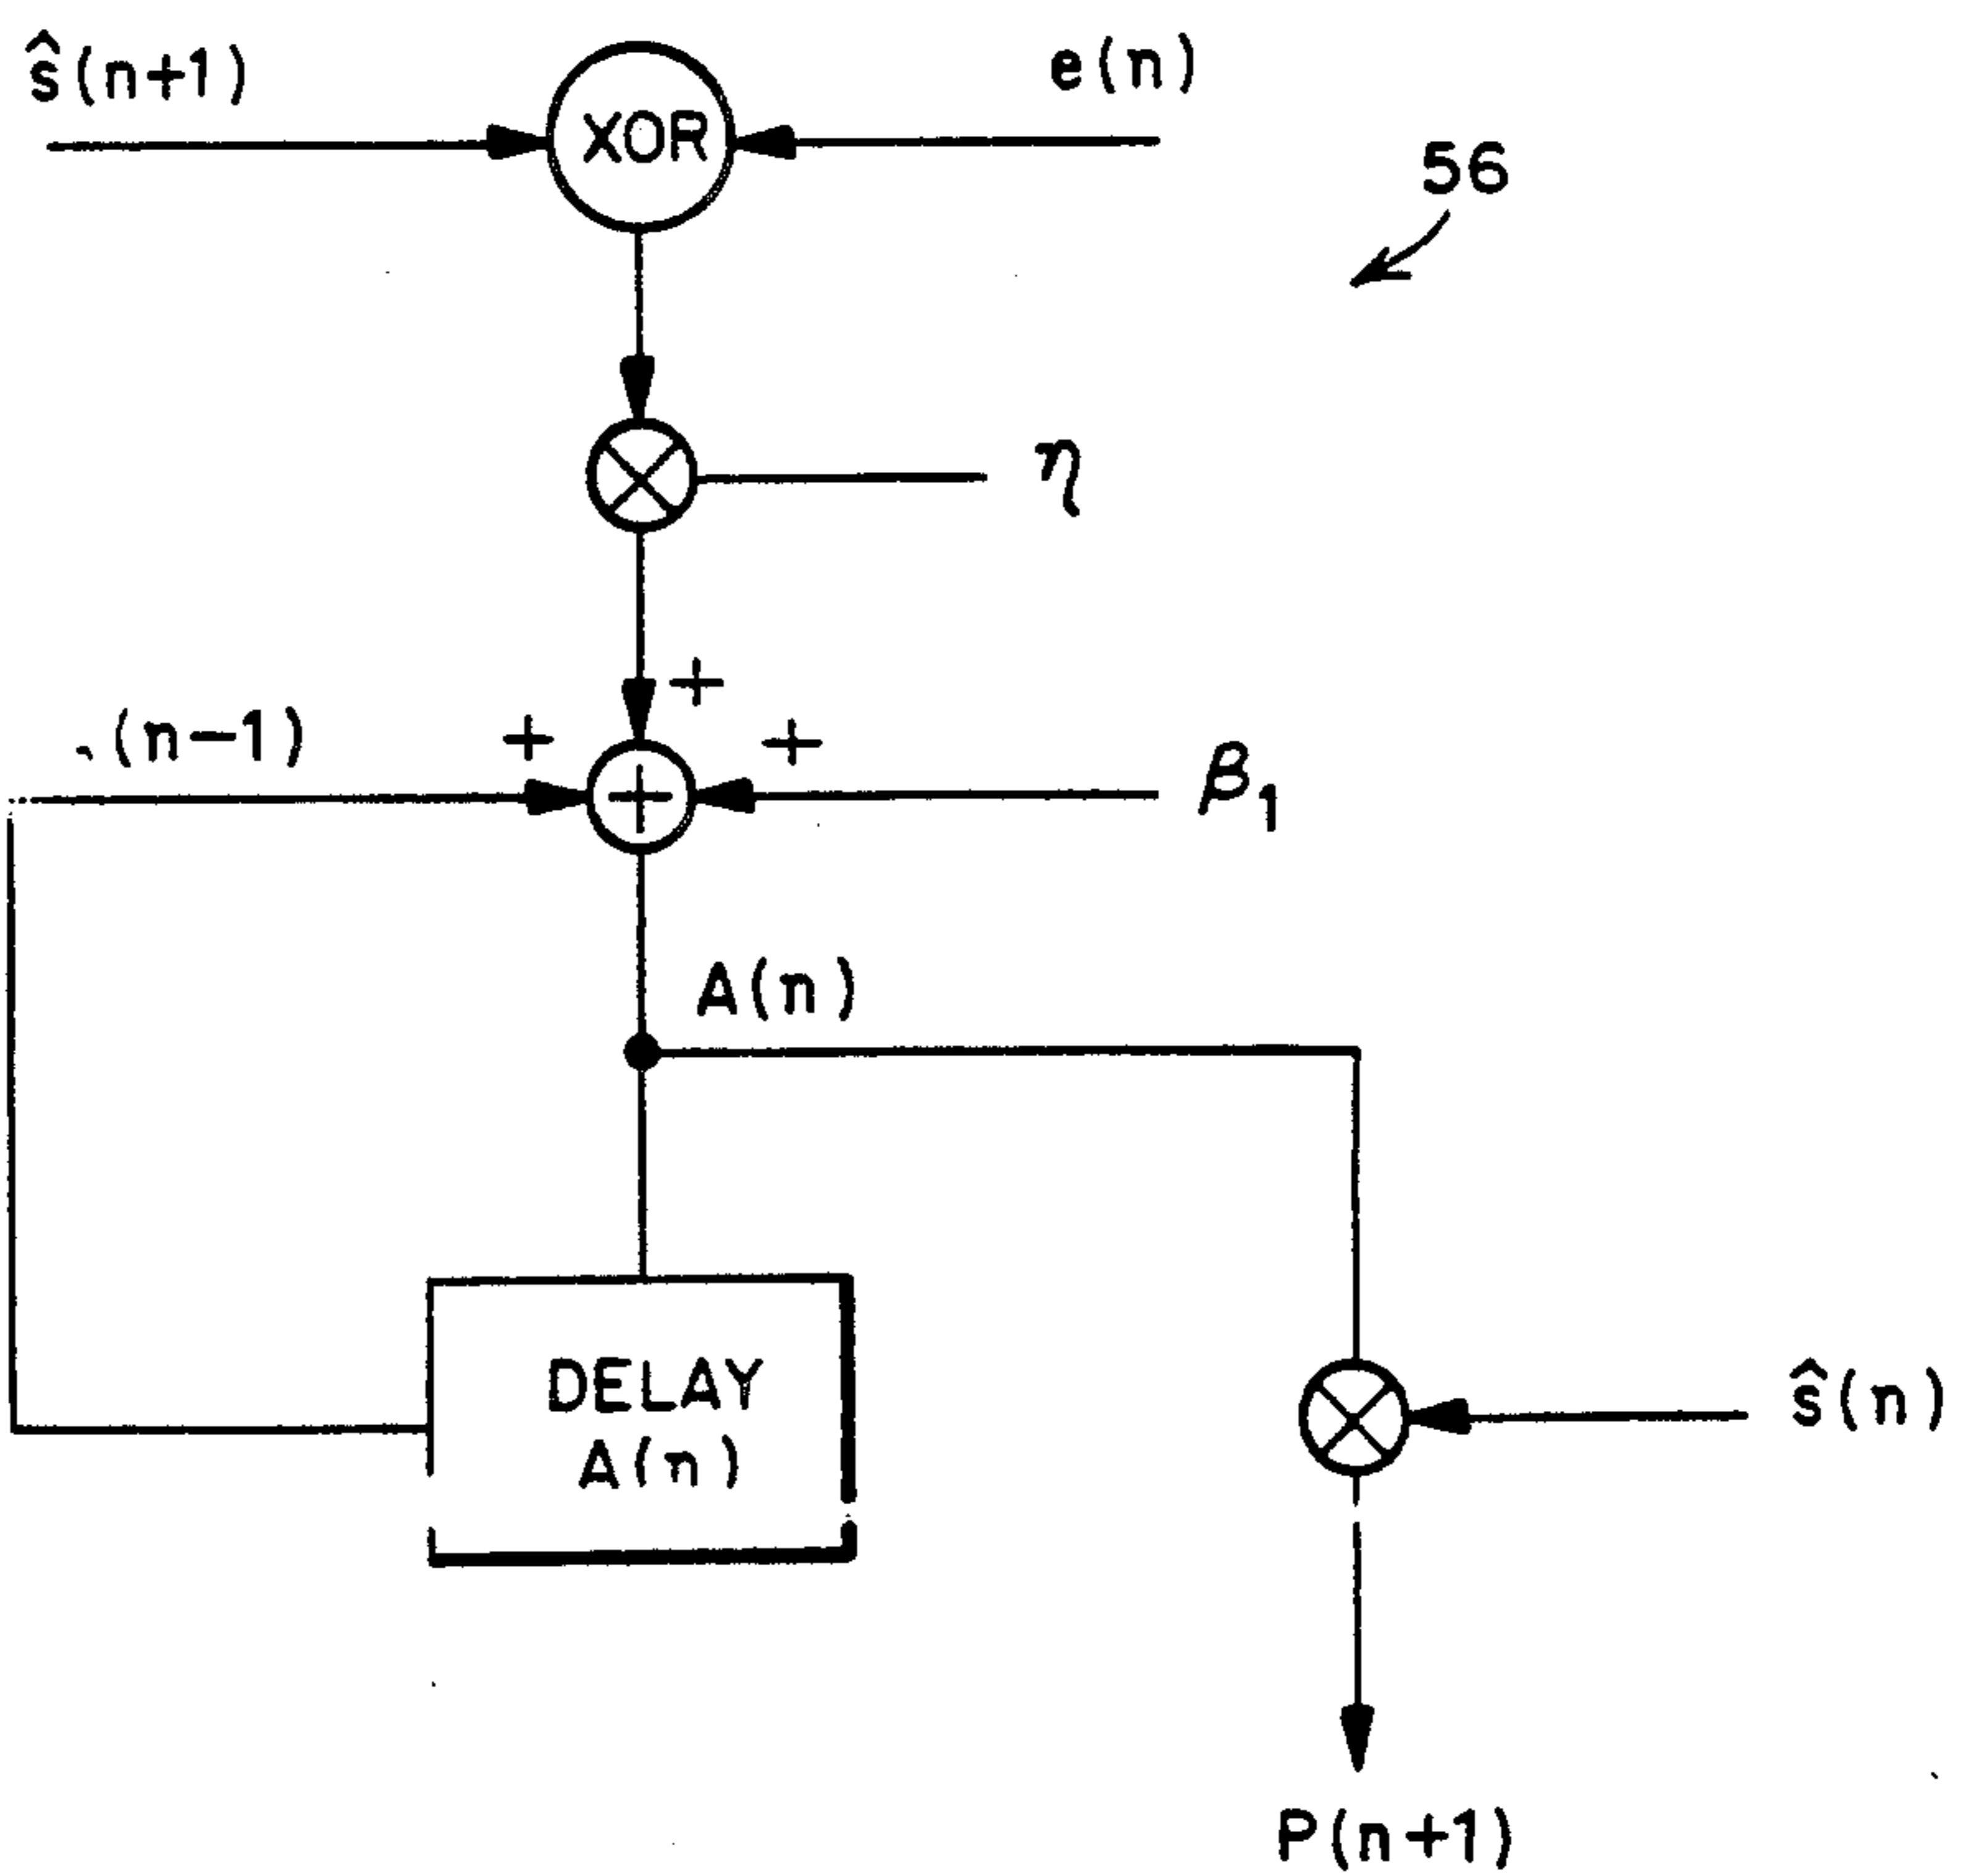 ŝ(n+1)
XOR
e(n)
56
η
+
+
+
(n−1)
β₁
A(n)
DELAY
A(n)
ŝ(n)
P(n+1)